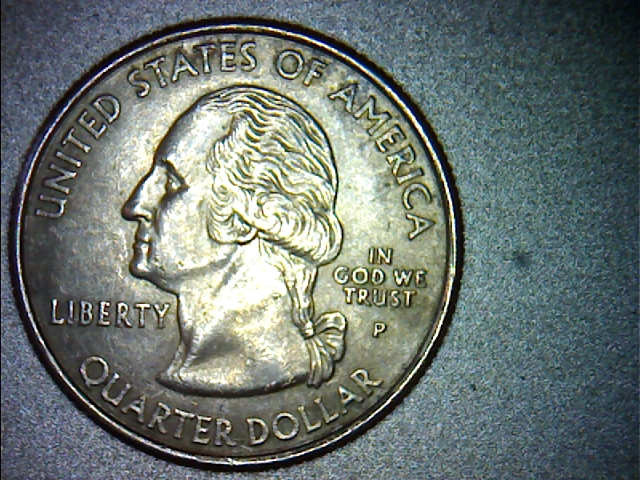 UNITED STATES OF AMERICA
LIBERTY
IN
GOD WE
TRUST
P
QUARTER DOLLAR